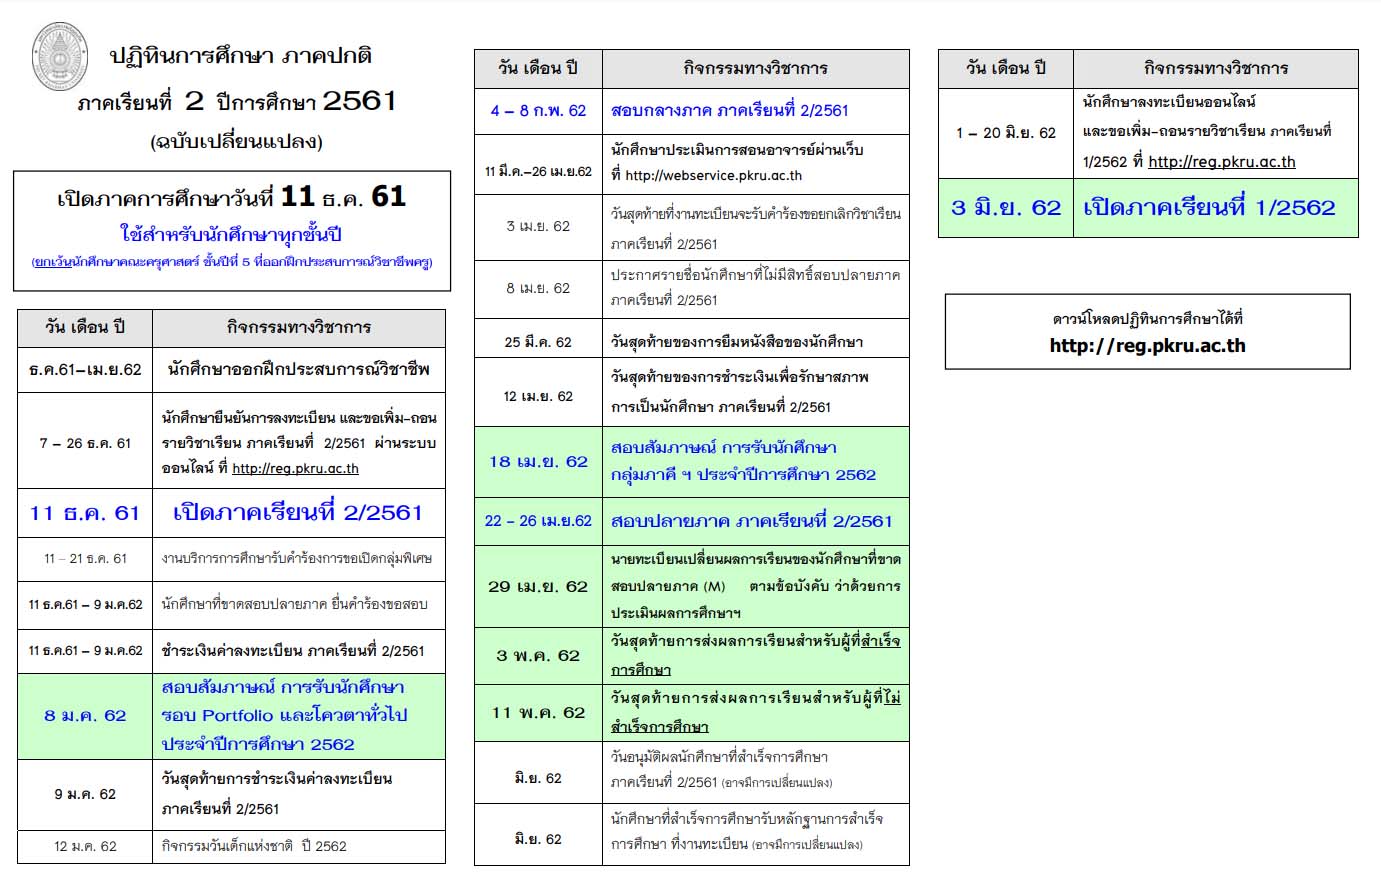 ปฏิทินการศึกษา ภาคปกติ
ภาคเรียนที่ 2 ปีการศึกษา 2561
(ฉบับเปลี่ยนแปลง)
เปิดภาคการศึกษาวันที่ 11 ธ.ค. 61
ใช้สำหรับนักศึกษาทุกชั้นปี
(ยกเว้นนักศึกษาคณะครุศาสตร์ ชั้นปีที่ 5 ที่ออกฝึกประสบการณ์วิชาชีพครู)
วัน เดือน ปี กิจกรรมทางวิชาการ
ธ.ค.61–เม.ย.62 นักศึกษาออกฝึกประสบการณ์วิชาชีพ
นักศึกษายืนยันการลงทะเบียน และขอเพิ่ม-ถอน
7 – 26 ธ.ค. 61 รายวิชาเรียน ภาคเรียนที่ 2/2561 ผ่านระบบ
ออนไลน์ ที่ http://reg.pkru.ac.th
11 ธ.ค. 61 เปิดภาคเรียนที่ 2/2561
11 – 21 ธ.ค. 61 งานบริการการศึกษารับคำร้องการขอเปิดกลุ่มพิเศษ
11 ธ.ค.61 – 9 ม.ค.62 นักศึกษาที่ขาดสอบปลายภาค ยื่นคำร้องขอสอบ
11 ธ.ค.61 – 9 ม.ค.62 ชำระเงินค่าลงทะเบียน ภาคเรียนที่ 2/2561
สอบสัมภาษณ์ การรับนักศึกษา
8 ม.ค. 62 รอบ Portfolio และโควตาทั่วไป
ประจำปีการศึกษา 2562
9 ม.ค. 62 วันสุดท้ายการชำระเงินค่าลงทะเบียน
ภาคเรียนที่ 2/2561
12 ม.ค. 62 กิจกรรมวันเด็กแห่งชาติ ปี 2562
วัน เดือน ปี กิจกรรมทางวิชาการ
4 – 8 ก.พ. 62 สอบกลางภาค ภาคเรียนที่ 2/2561
11 มี.ค.–26 เม.ย.62 นักศึกษาประเมินการสอนอาจารย์ผ่านเว็บ
ที่ http://webservice.pkru.ac.th
3 เม.ย. 62 วันสุดท้ายที่งานทะเบียนจะรับคำร้องขอยกเลิกวิชาเรียน
ภาคเรียนที่ 2/2561
8 เม.ย. 62 ประกาศรายชื่อนักศึกษาที่ไม่มีสิทธิ์สอบปลายภาค
ภาคเรียนที่ 2/2561
25 มี.ค. 62 วันสุดท้ายของการยืมหนังสือของนักศึกษา
12 เม.ย. 62 วันสุดท้ายของการชำระเงินเพื่อรักษาสภาพ
การเป็นนักศึกษา ภาคเรียนที่ 2/2561
18 เม.ย. 62 สอบสัมภาษณ์ การรับนักศึกษา
กลุ่มภาคี ฯ ประจำปีการศึกษา 2562
22 – 26 เม.ย.62 สอบปลายภาค ภาคเรียนที่ 2/2561
นายทะเบียนเปลี่ยนผลการเรียนของนักศึกษาที่ขาด
29 เม.ย. 62 สอบปลายภาค (M) ตามข้อบังคับ ว่าด้วยการ
ประเมินผลการศึกษาฯ
3 พ.ค. 62 วันสุดท้ายการส่งผลการเรียนสำหรับผู้ที่สำเร็จ
การศึกษา
11 พ.ค. 62 วันสุดท้ายการส่งผลการเรียนสำหรับผู้ที่ไม่
สำเร็จการศึกษา
มิ.ย. 62 วันอนุมัติผลนักศึกษาที่สำเร็จการศึกษา
ภาคเรียนที่ 2/2561 (อาจมีการเปลี่ยนแปลง)
มิ.ย. 62 นักศึกษาที่สำเร็จการศึกษารับหลักฐานการสำเร็จ
การศึกษา ที่งานทะเบียน (อาจมีการเปลี่ยนแปลง)
วัน เดือน ปี กิจกรรมทางวิชาการ
นักศึกษาลงทะเบียนออนไลน์
1 – 20 มิ.ย. 62 และขอเพิ่ม-ถอนรายวิชาเรียน ภาคเรียนที่
1/2562 ที่ http://reg.pkru.ac.th
3 มิ.ย. 62 เปิดภาคเรียนที่ 1/2562
ดาวน์โหลดปฏิทินการศึกษาได้ที่
http://reg.pkru.ac.th